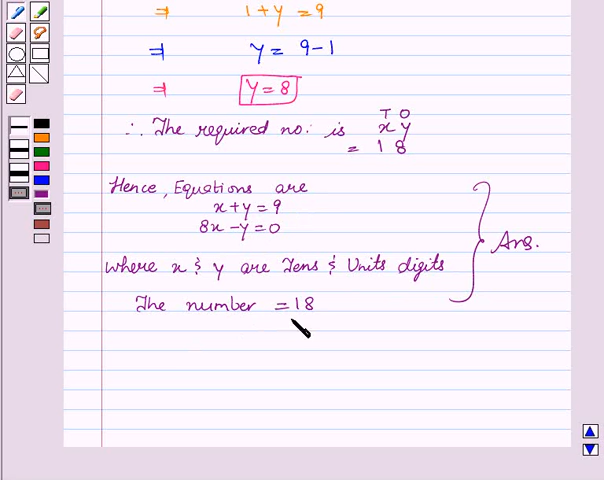 ⇒ 1 + y = 9
⇒ y = 9 - 1
⇒ y = 8
T O
∴ The required no: is x y
= 1 8
Hence, Equations are
x + y = 9
8x - y = 0
where x & y are Tens & Units digits
Ans.
The number = 18